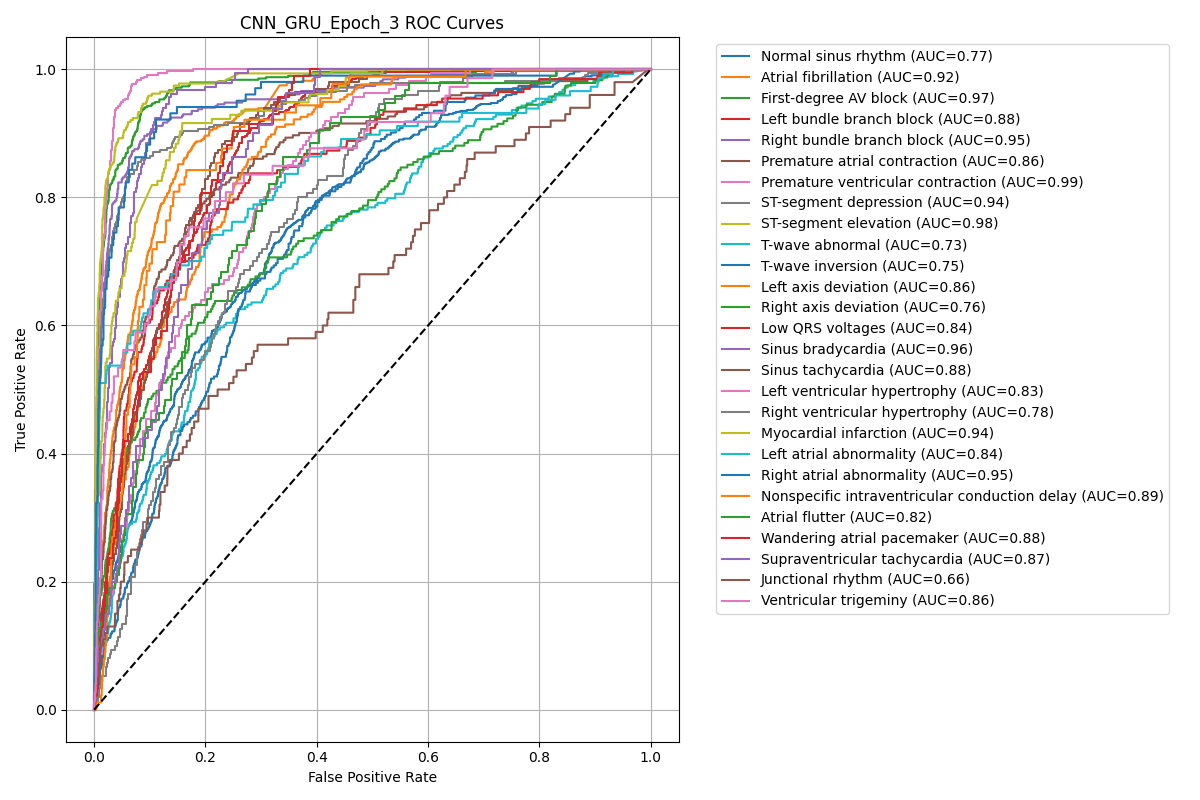 CNN_GRU_Epoch_3 ROC Curves
1.0
0.8
0.6
0.4
0.2
0.0
True Positive Rate
0.0 0.2 0.4 0.6 0.8 1.0
False Positive Rate
Normal sinus rhythm (AUC=0.77)
Atrial fibrillation (AUC=0.92)
First-degree AV block (AUC=0.97)
Left bundle branch block (AUC=0.88)
Right bundle branch block (AUC=0.95)
Premature atrial contraction (AUC=0.86)
Premature ventricular contraction (AUC=0.99)
ST-segment depression (AUC=0.94)
ST-segment elevation (AUC=0.98)
T-wave abnormal (AUC=0.73)
T-wave inversion (AUC=0.75)
Left axis deviation (AUC=0.86)
Right axis deviation (AUC=0.76)
Low QRS voltages (AUC=0.84)
Sinus bradycardia (AUC=0.96)
Sinus tachycardia (AUC=0.88)
Left ventricular hypertrophy (AUC=0.83)
Right ventricular hypertrophy (AUC=0.78)
Myocardial infarction (AUC=0.94)
Left atrial abnormality (AUC=0.84)
Right atrial abnormality (AUC=0.95)
Nonspecific intraventricular conduction delay (AUC=0.89)
Atrial flutter (AUC=0.82)
Wandering atrial pacemaker (AUC=0.88)
Supraventricular tachycardia (AUC=0.87)
Junctional rhythm (AUC=0.66)
Ventricular trigeminy (AUC=0.86)